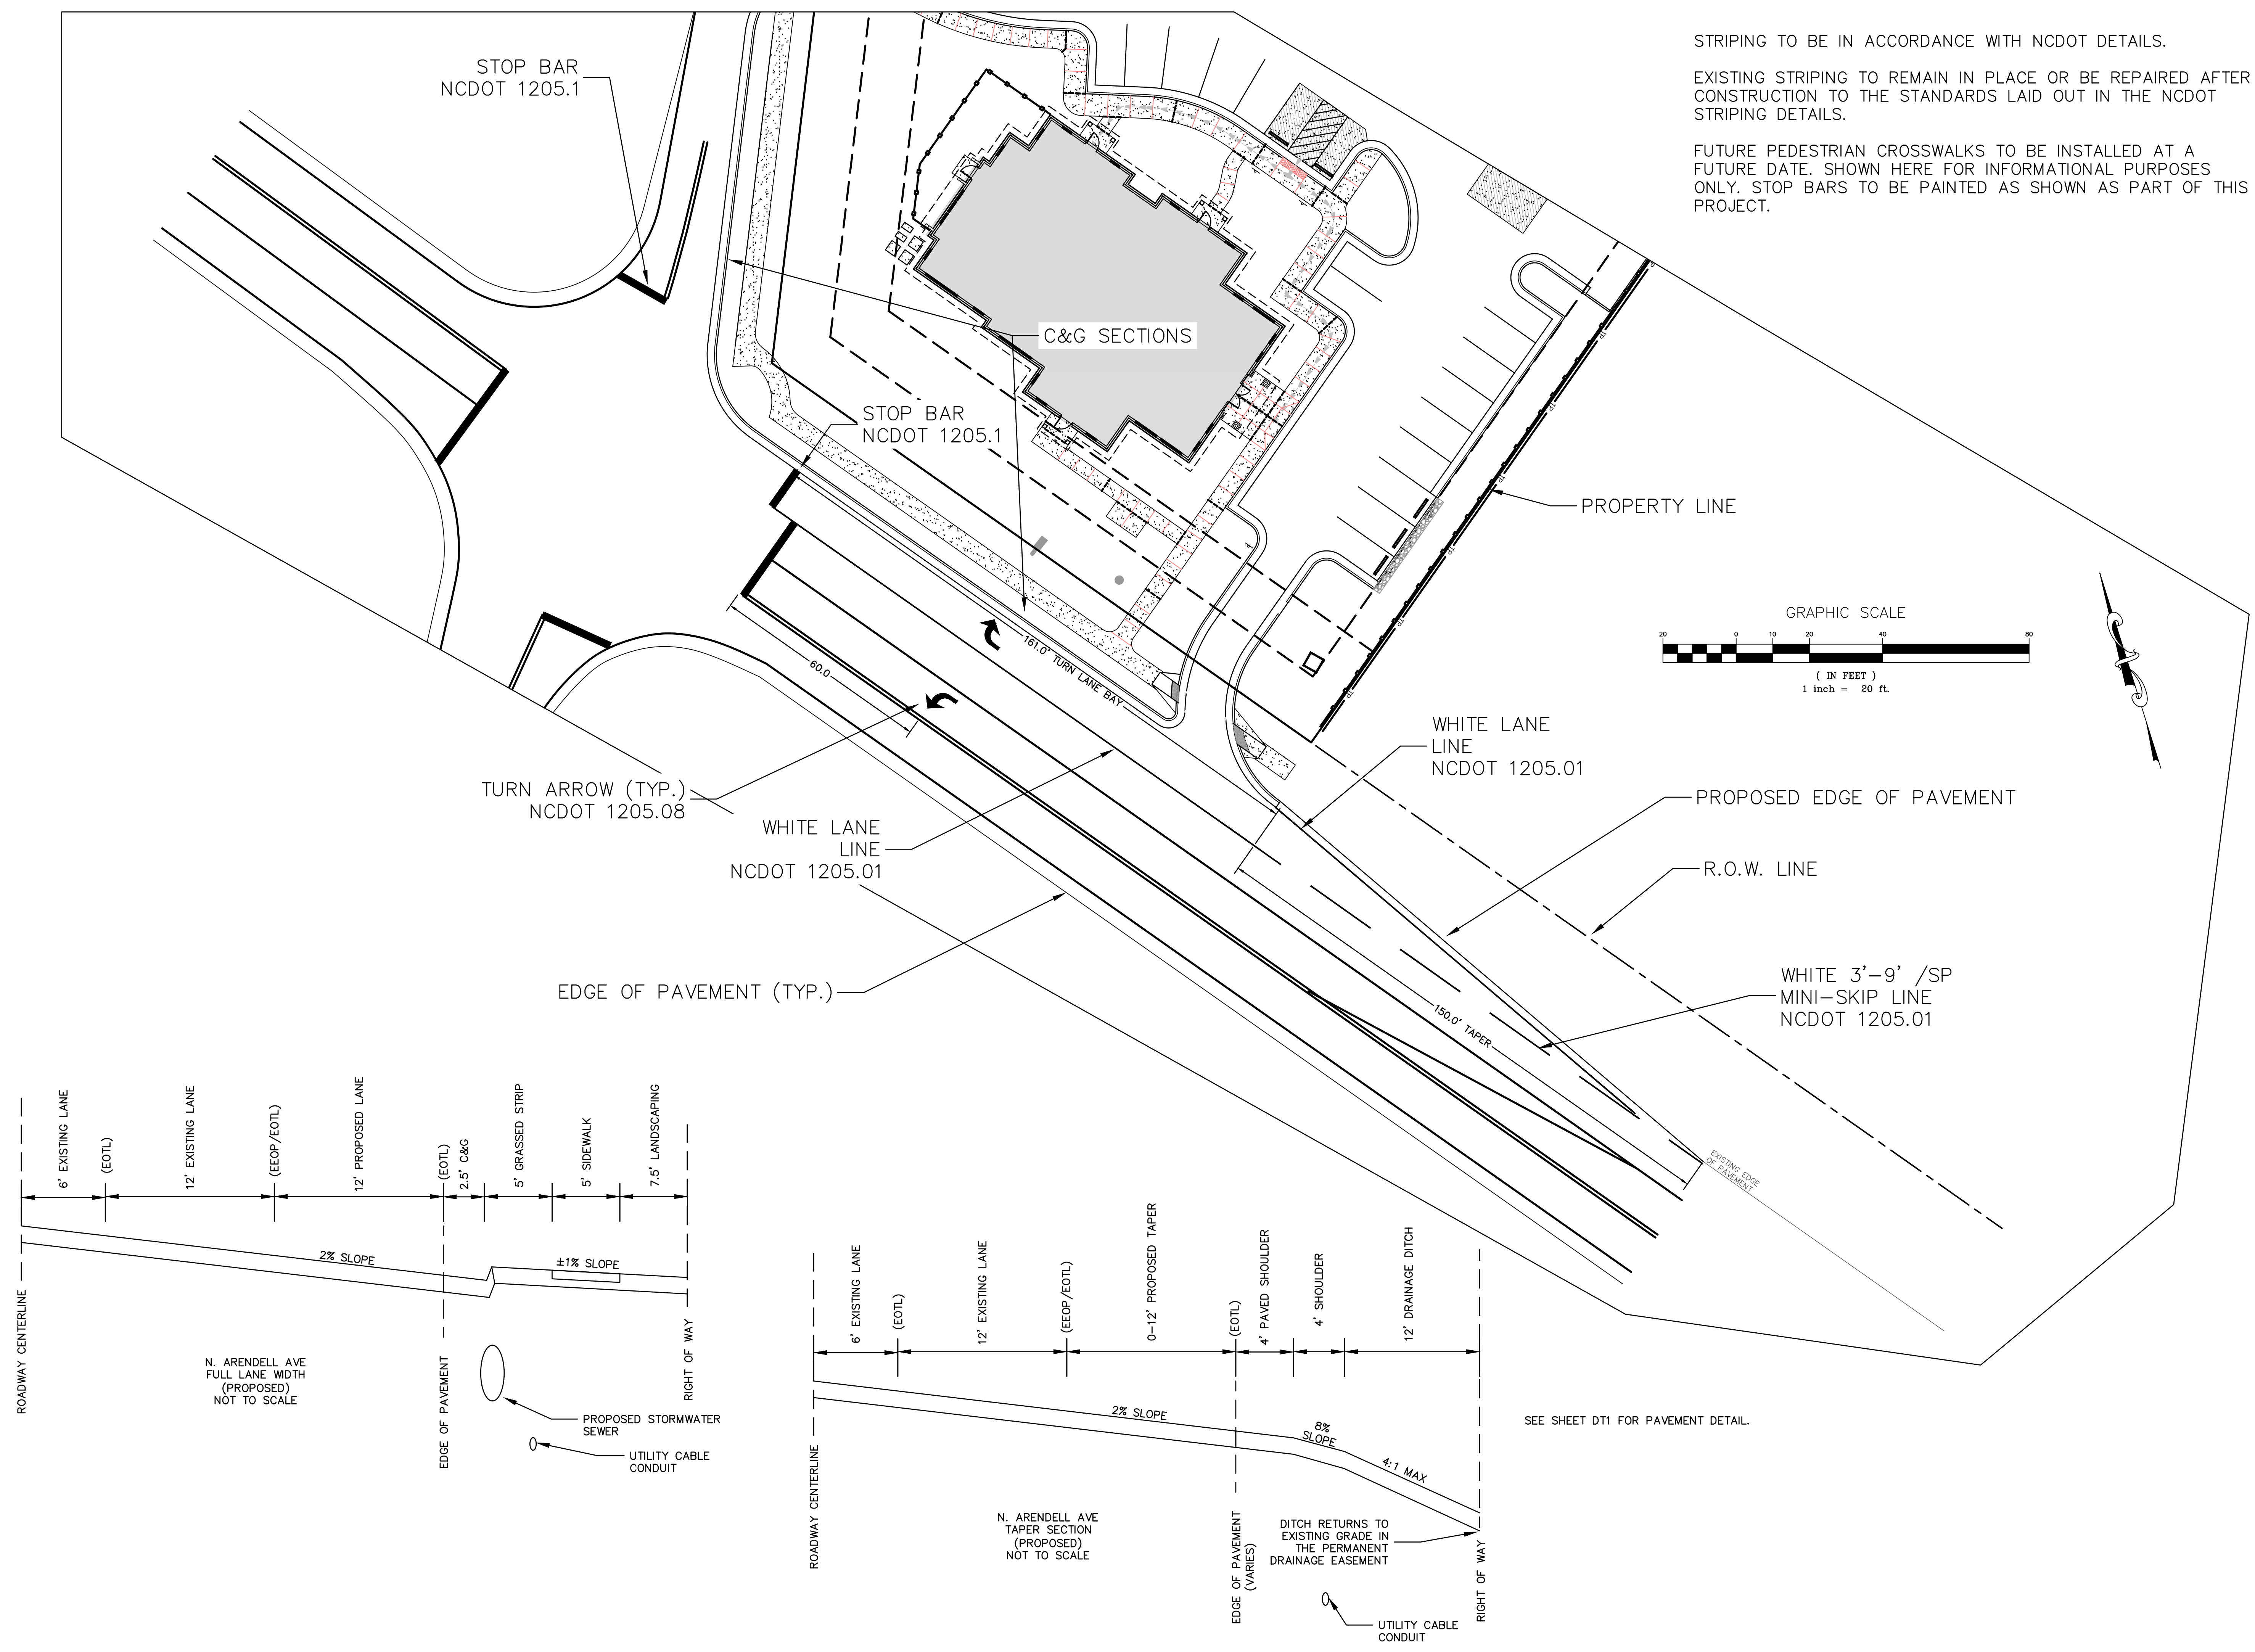 STRIPING TO BE IN ACCORDANCE WITH NCDOT DETAILS.
EXISTING STRIPING TO REMAIN IN PLACE OR BE REPAIRED AFTER
CONSTRUCTION TO THE STANDARDS LAID OUT IN THE NCDOT
STRIPING DETAILS.
FUTURE PEDESTRIAN CROSSWALKS TO BE INSTALLED AT A
FUTURE DATE. SHOWN HERE FOR INFORMATIONAL PURPOSES
ONLY. STOP BARS TO BE PAINTED AS SHOWN AS PART OF THIS
PROJECT.
STOP BAR
NCDOT 1205.1
C&G SECTIONS
STOP BAR
NCDOT 1205.1
PROPERTY LINE
TP
TP
TP
TP
TP
TP
GRAPHIC SCALE
20 0 10 20 40 80
( IN FEET )
1 inch = 20 ft.
161.0' TURN LANE BAY
60.0
WHITE LANE
LINE
NCDOT 1205.01
TURN ARROW (TYP.)
NCDOT 1205.08
PROPOSED EDGE OF PAVEMENT
WHITE LANE
LINE
NCDOT 1205.01
R.O.W. LINE
EDGE OF PAVEMENT (TYP.)
WHITE 3'-9' /SP
MINI-SKIP LINE
NCDOT 1205.01
150.0' TAPER
EXISTING EDGE
OF PAVEMENT
6' EXISTING LANE
(EOTL)
12' EXISTING LANE
(EEOP/EOTL)
12' PROPOSED LANE
(EOTL)
2.5' C&G
5' GRASSED STRIP
5' SIDEWALK
7.5' LANDSCAPING
2% SLOPE
±1% SLOPE
ROADWAY CENTERLINE
N. ARENDELL AVE
FULL LANE WIDTH
(PROPOSED)
NOT TO SCALE
EDGE OF PAVEMENT
RIGHT OF WAY
PROPOSED STORMWATER
SEWER
UTILITY CABLE
CONDUIT
6' EXISTING LANE
(EOTL)
12' EXISTING LANE
(EEOP/EOTL)
0-12' PROPOSED TAPER
(EOTL)
4' PAVED SHOULDER
4' SHOULDER
12' DRAINAGE DITCH
2% SLOPE
8%
SLOPE
4:1 MAX
ROADWAY CENTERLINE
N. ARENDELL AVE
TAPER SECTION
(PROPOSED)
NOT TO SCALE
EDGE OF PAVEMENT
(VARIES)
DITCH RETURNS TO
EXISTING GRADE IN
THE PERMANENT
DRAINAGE EASEMENT
RIGHT OF WAY
UTILITY CABLE
CONDUIT
SEE SHEET DT1 FOR PAVEMENT DETAIL.